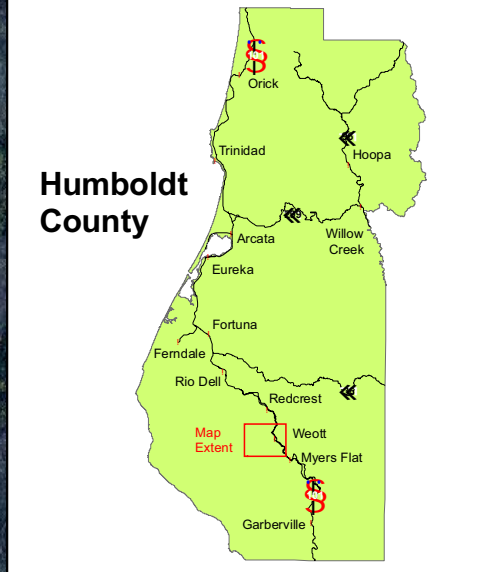 Orick
Trinidad
Hoopa
Humboldt
County
Arcata
Willow
Creek
Eureka
Fortuna
Ferndale
Rio Dell
Redcrest
Map
Extent
Weott
Myers Flat
Garberville